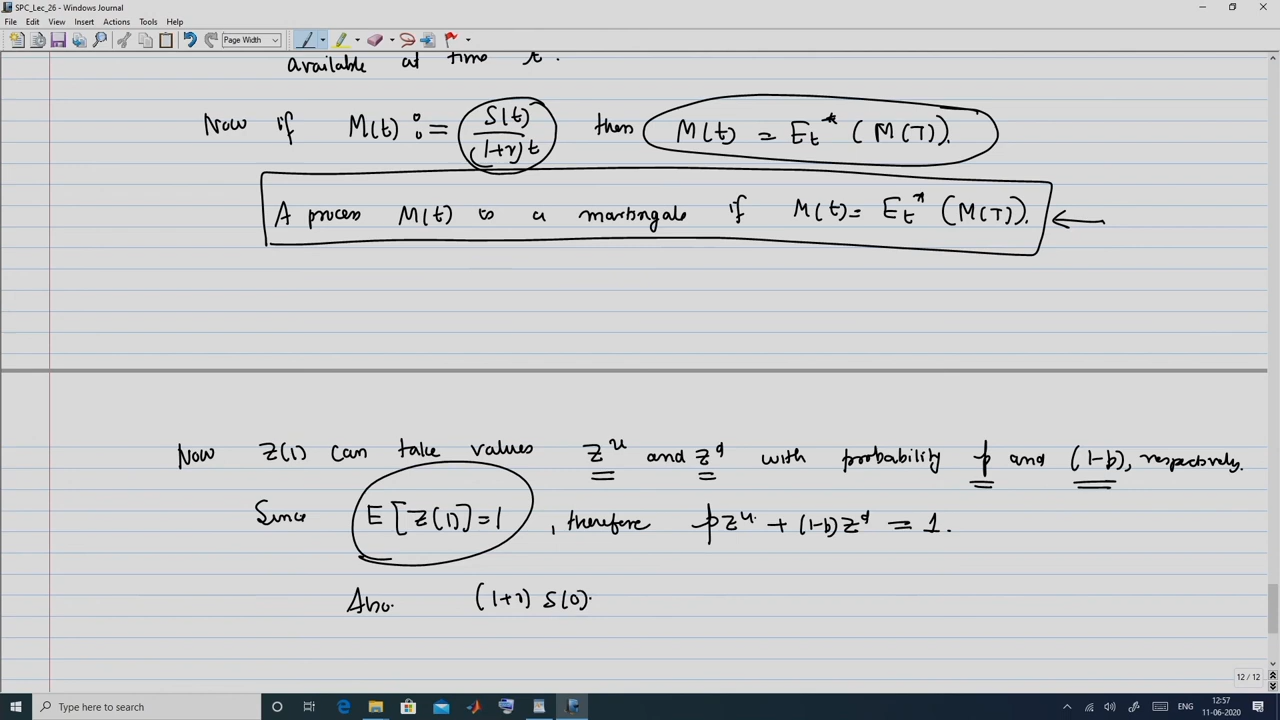 SPC_Lec_26 - Windows Journal
File Edit View Insert Actions Tools Help
Page Width
available at time t.
Now if M(t) := S(t)/(1+r)t then M(t) = Et* (M(T)).
A process M(t) is a martingale if M(t)= Et* (M(T)).
Now Z(1) can take values Z^u and Z^d with probability p and (1-p), respectively.
Since E[Z(1)]=1, therefore pZ^u + (1-p)Z^d = 1.
Also (1+r) S(0).
12 / 12
Type here to search
ENG
12:57
11-06-2020